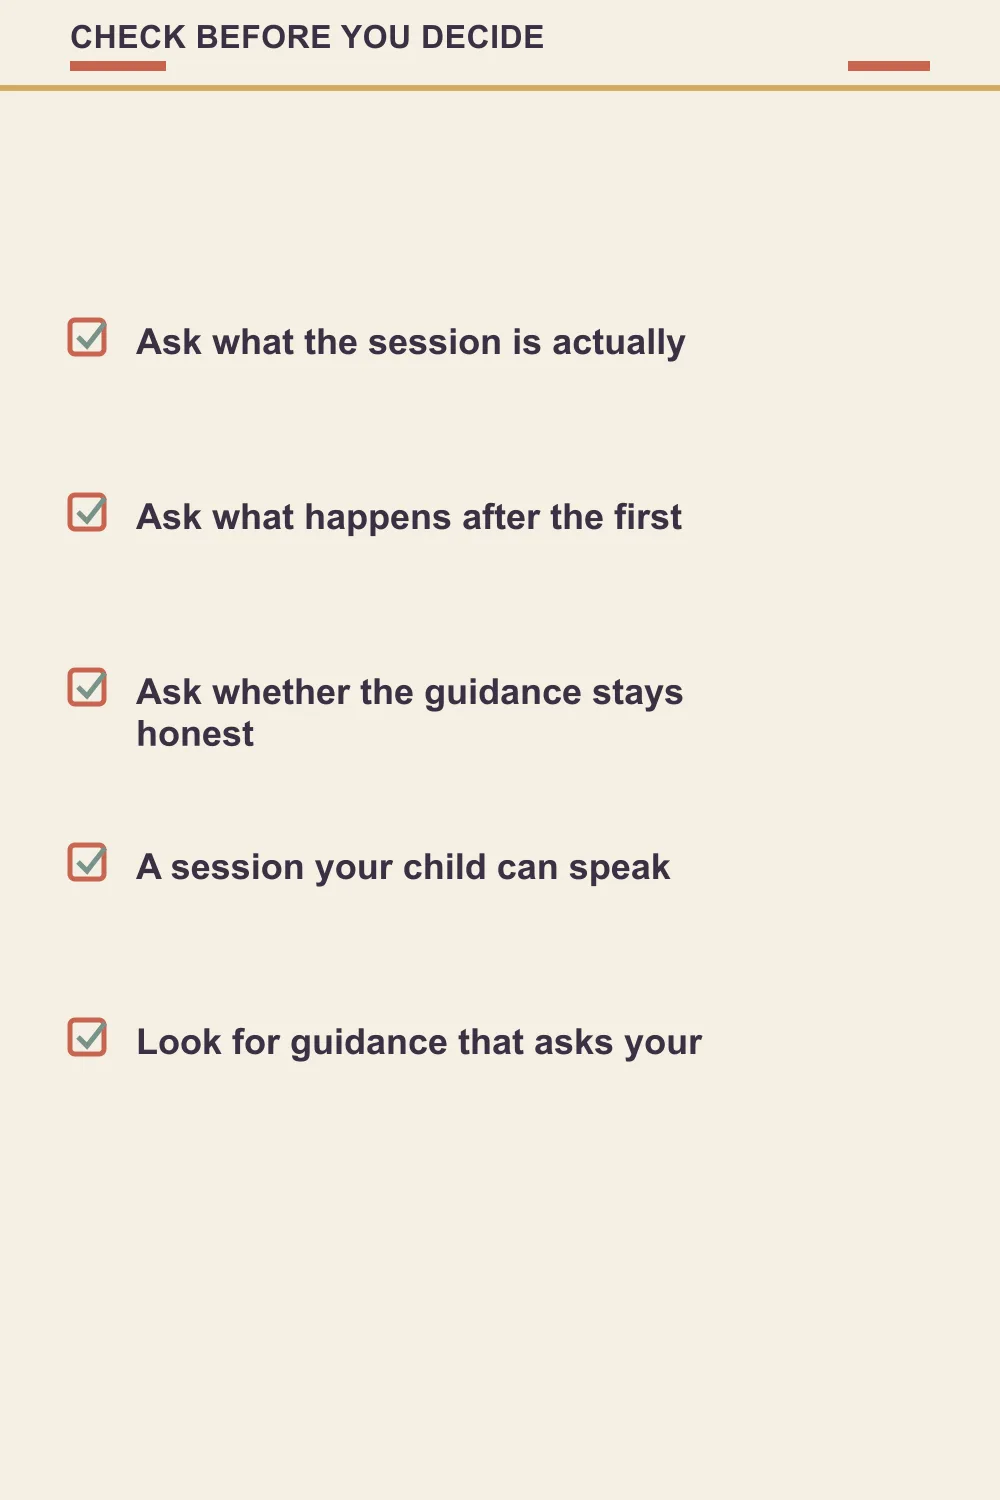 CHECK BEFORE YOU DECIDE
Ask what the session is actually
Ask what happens after the first
Ask whether the guidance stays
honest
A session your child can speak
Look for guidance that asks your